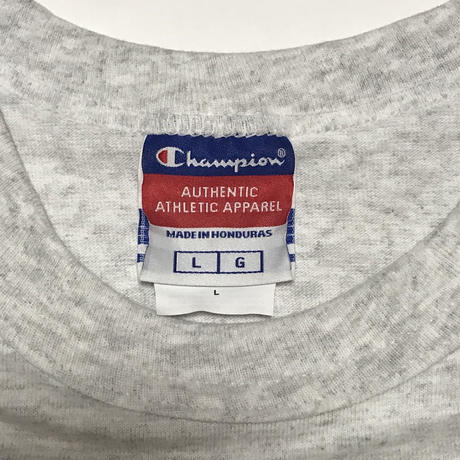 Champion®
AUTHENTIC
ATHLETIC APPAREL
MADE IN HONDURAS
L G
L